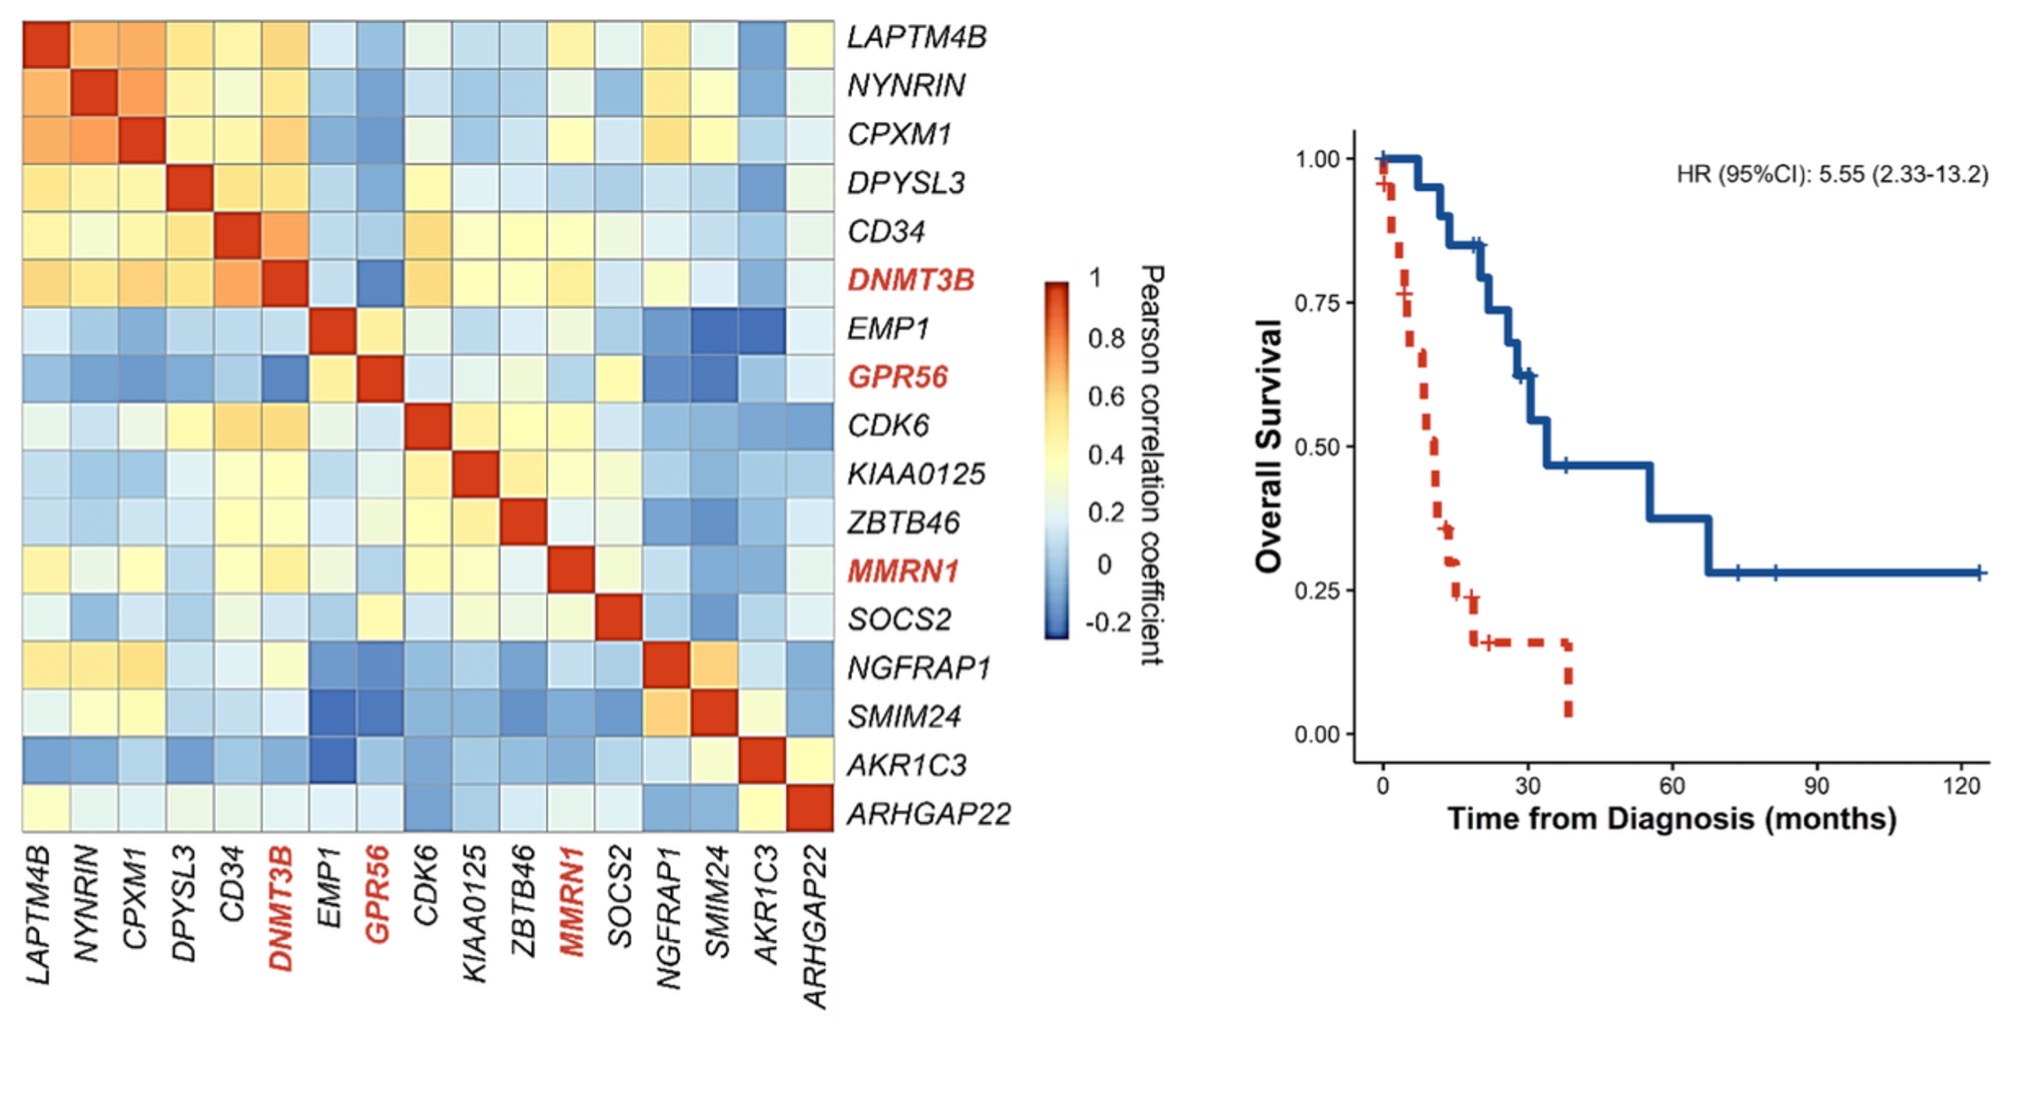 LAPTM4B
NYNRIN
CPXM1
DPYSL3
CD34
DNMT3B
EMP1
GPR56
CDK6
KIAA0125
ZBTB46
MMRN1
SOCS2
NGFRAP1
SMIM24
AKR1C3
ARHGAP22
LAPTM4B
NYNRIN
CPXM1
DPYSL3
CD34
DNMT3B
EMP1
GPR56
CDK6
KIAA0125
ZBTB46
MMRN1
SOCS2
NGFRAP1
SMIM24
AKR1C3
ARHGAP22
1
0.8
0.6
0.4
0.2
0
-0.2
Pearson correlation coefficient
HR (95%CI): 5.55 (2.33-13.2)
Overall Survival
1.00
0.75
0.50
0.25
0.00
0 30 60 90 120
Time from Diagnosis (months)